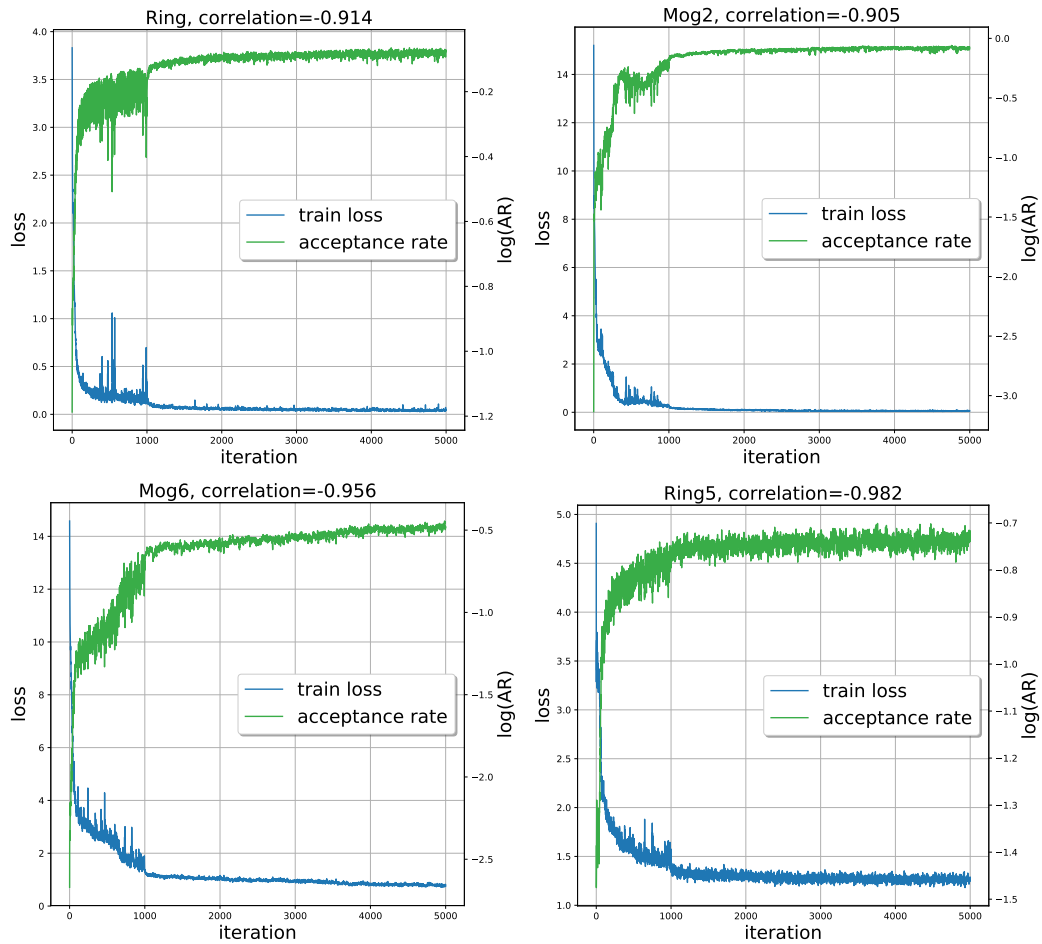 Ring, correlation=-0.914
4.0
3.5
3.0
2.5
2.0
1.5
1.0
0.5
0.0
loss
−0.2
−0.4
−0.6
−0.8
−1.0
−1.2
log(AR)
train loss
acceptance rate
0 1000 2000 3000 4000 5000
iteration
Mog2, correlation=-0.905
14
12
10
8
6
4
2
0
loss
0.0
−0.5
−1.0
−1.5
−2.0
−2.5
−3.0
log(AR)
train loss
acceptance rate
0 1000 2000 3000 4000 5000
iteration
Mog6, correlation=-0.956
14
12
10
8
6
4
2
0
loss
−0.5
−1.0
−1.5
−2.0
−2.5
log(AR)
train loss
acceptance rate
0 1000 2000 3000 4000 5000
iteration
Ring5, correlation=-0.982
5.0
4.5
4.0
3.5
3.0
2.5
2.0
1.5
1.0
loss
−0.7
−0.8
−0.9
−1.0
−1.1
−1.2
−1.3
−1.4
−1.5
log(AR)
train loss
acceptance rate
0 1000 2000 3000 4000 5000
iteration